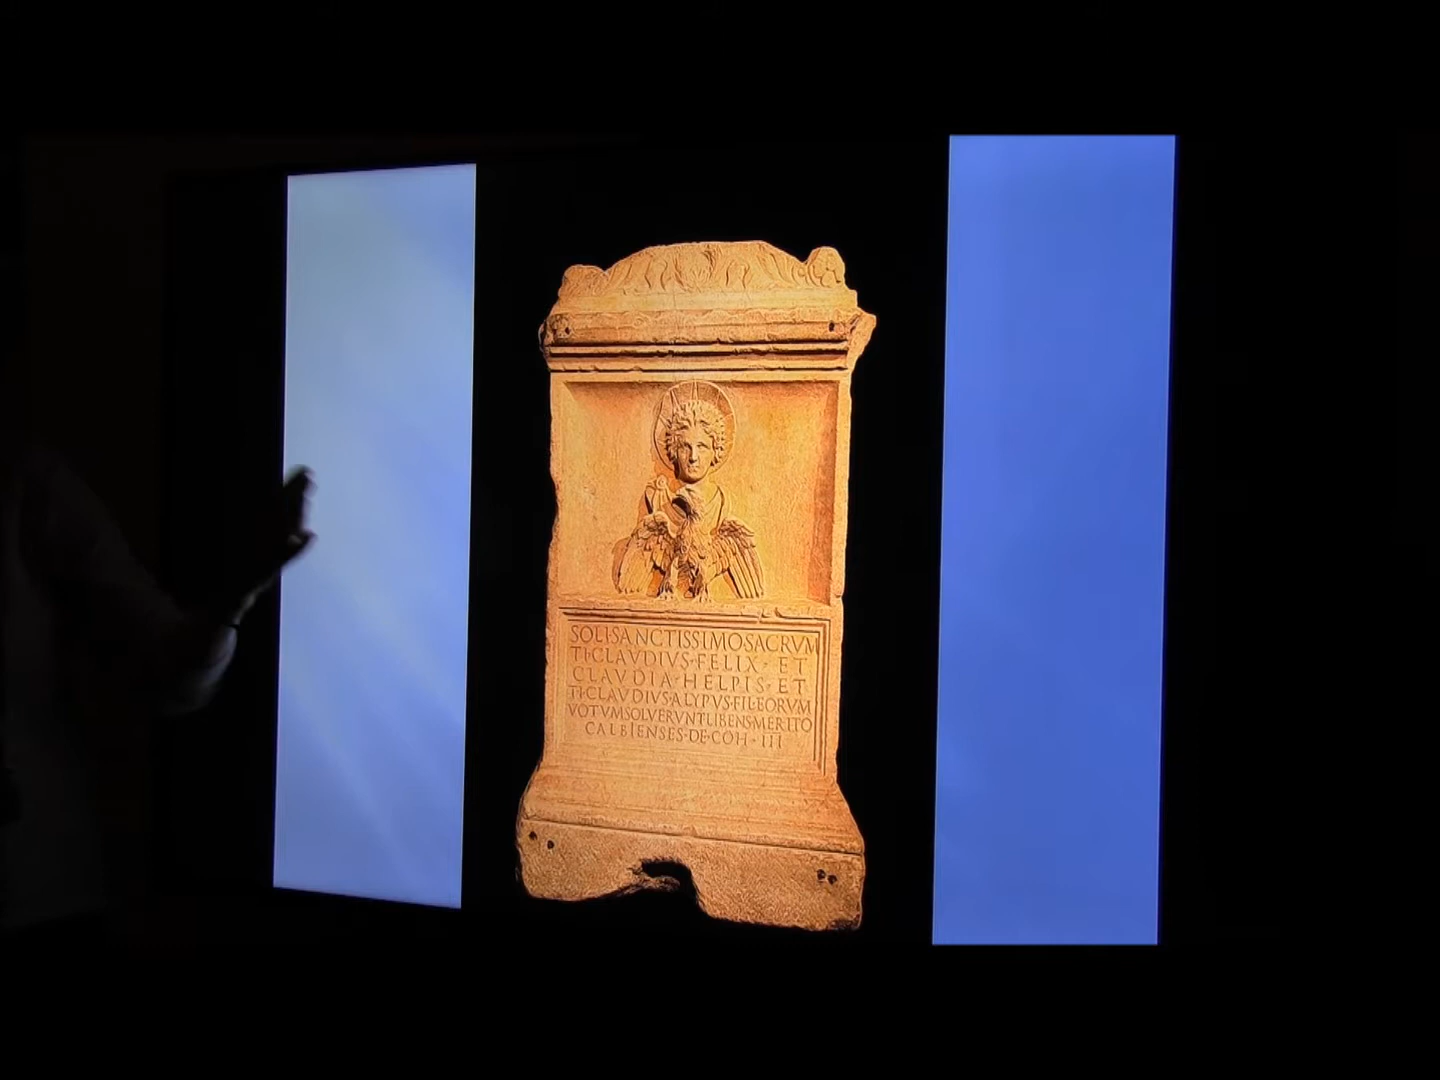 SOLI·SANCTISSIMO·SACRVM
TI·CLAVDIVS·FELIX·ET
CLAVDIA·HELPIS·ET
TI·CLAVDIVS·ALYPVS·FIL·EORVM
VOTVM·SOLVERVNT·LIBENS·MERITO
CALBIENSES·DE·COH·III